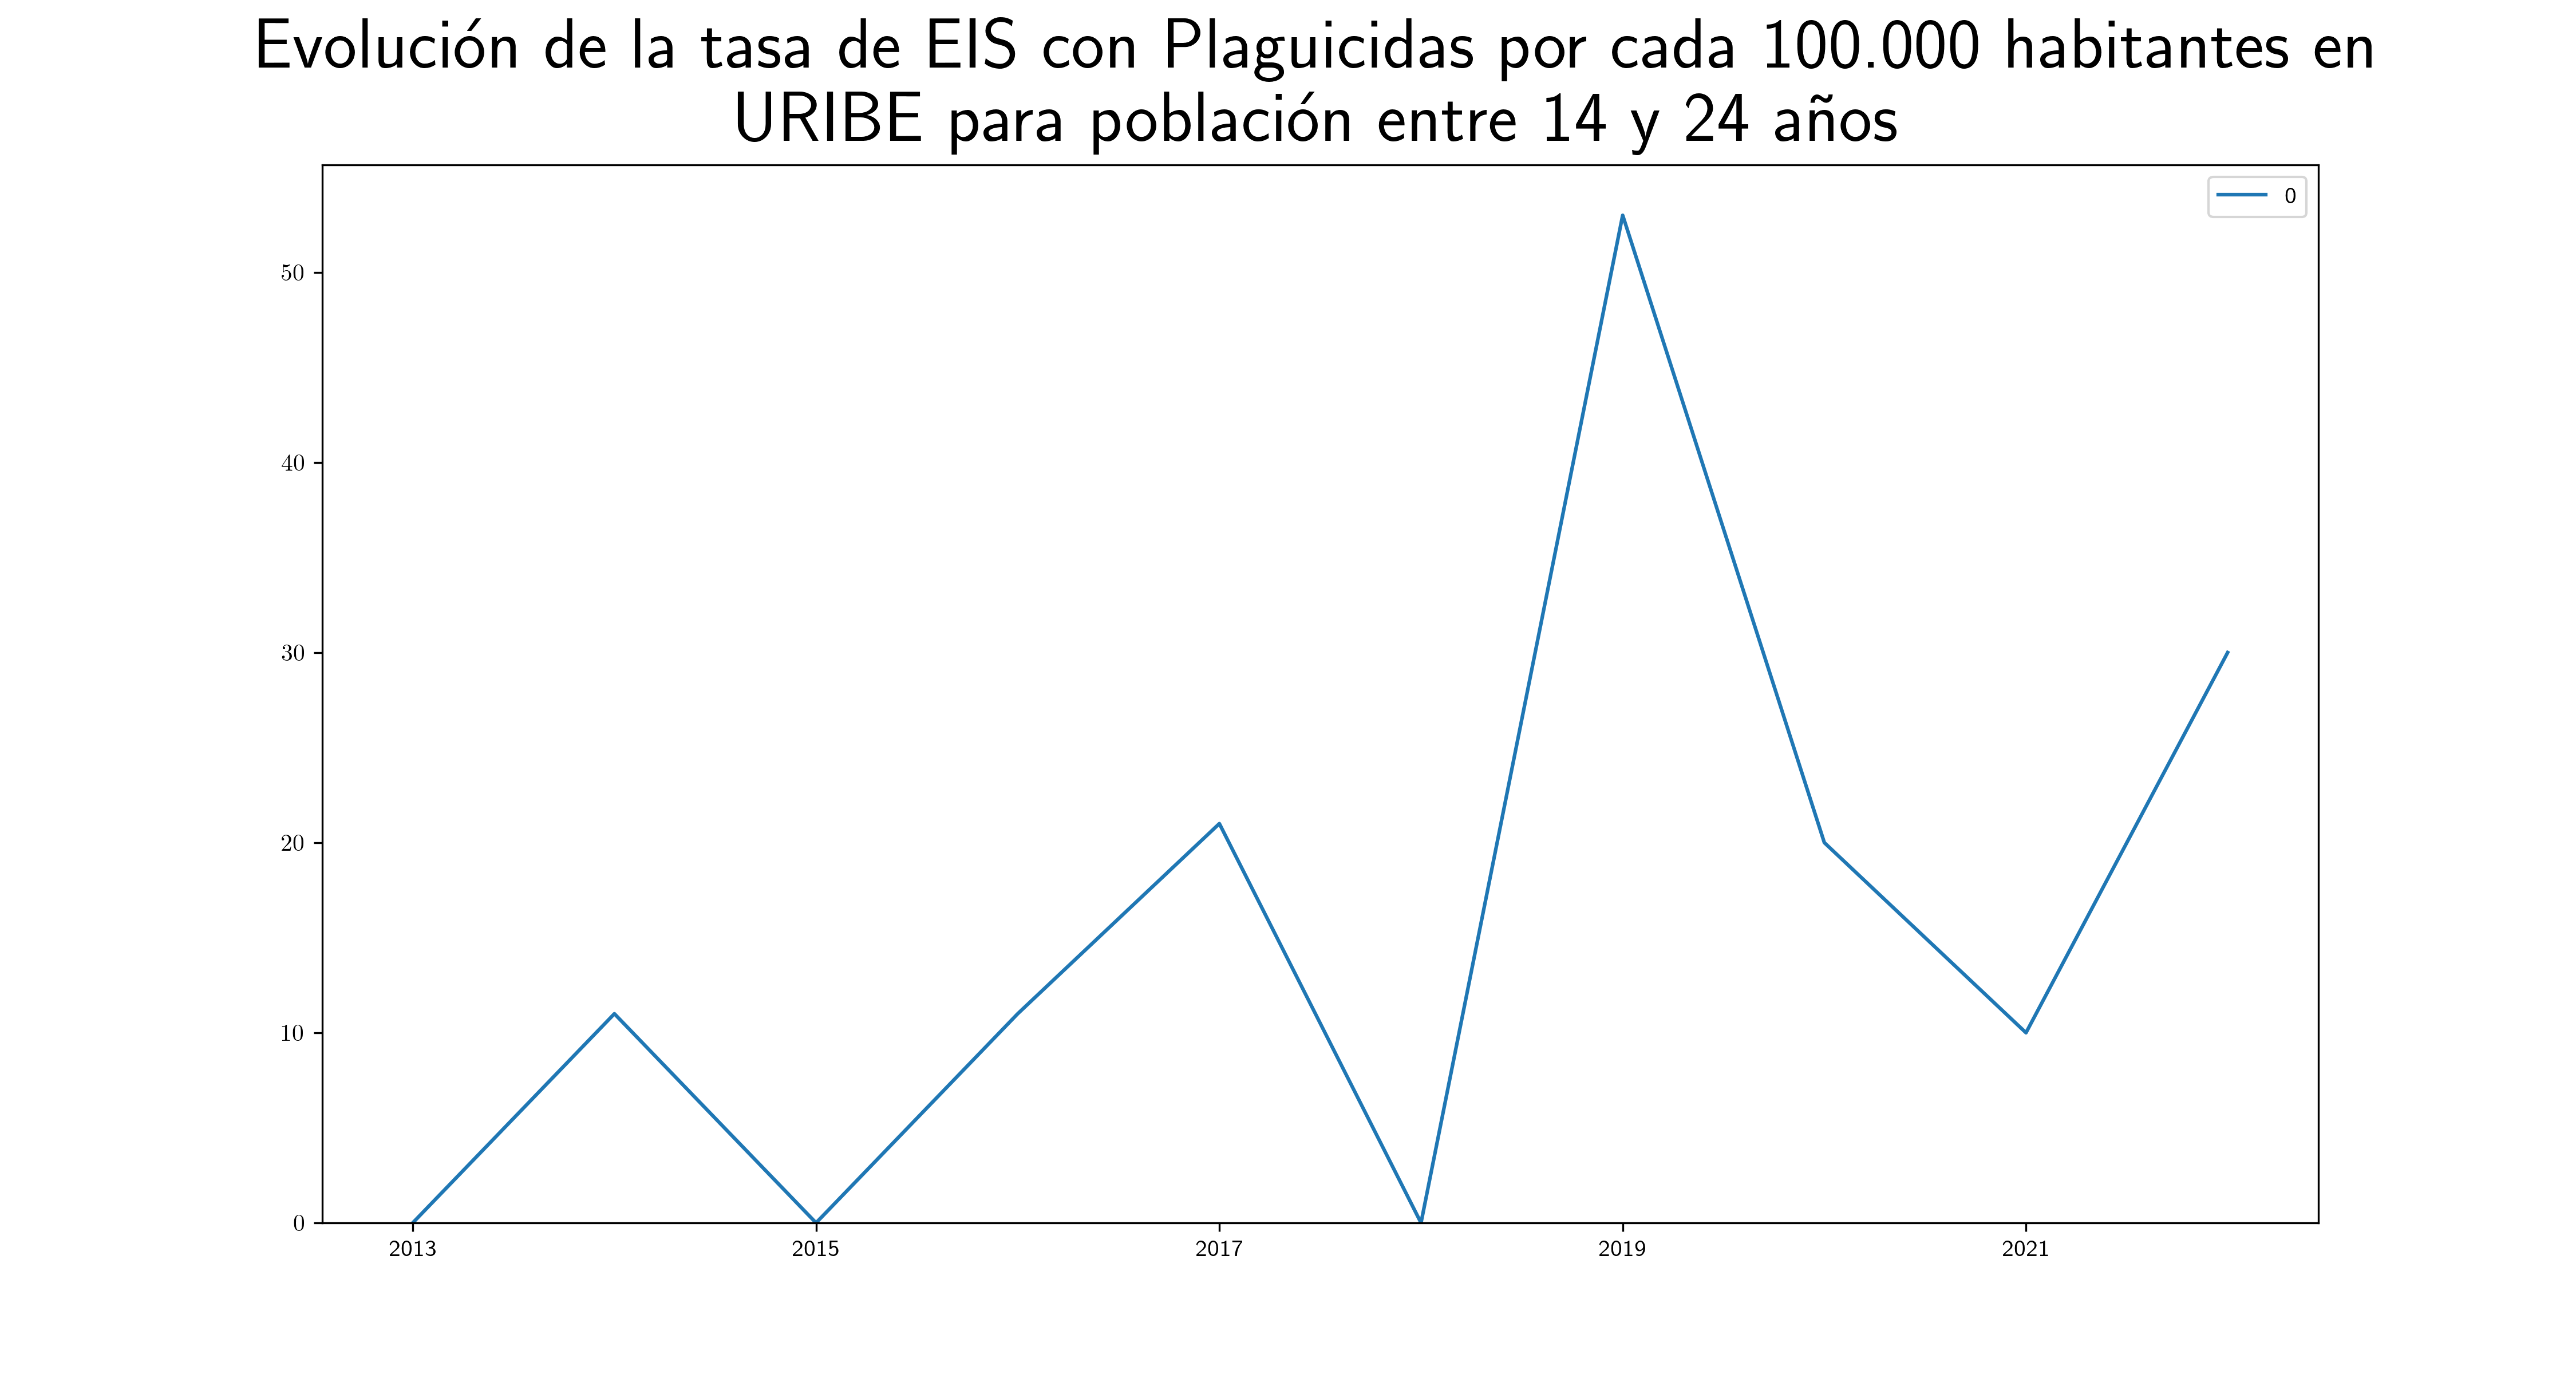 Evolución de la tasa de EIS con Plaguicidas por cada 100.000 habitantes en
URIBE para población entre 14 y 24 años
0
50
40
30
20
10
0
2013 2015 2017 2019 2021